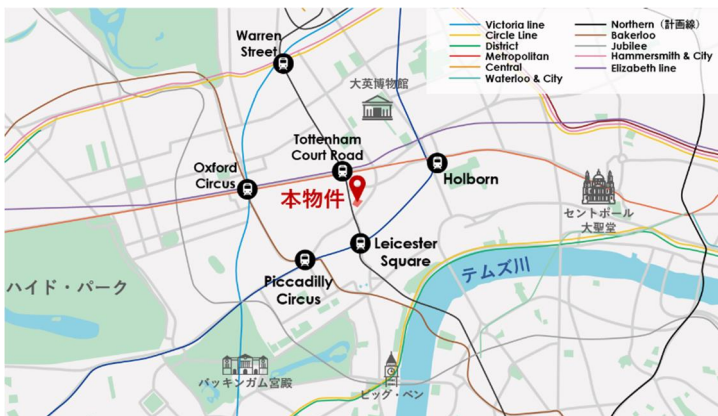 Victoria line
Circle Line
District
Metropolitan
Central
Waterloo & City
Northern（計画線）
Bakerloo
Jubilee
Hammersmith & City
Elizabeth line
Warren
Street
大英博物館
Tottenham
Court Road
Oxford
Circus
Holborn
本物件
セントポール
大聖堂
Leicester
Square
テムズ川
Piccadilly
Circus
ハイド・パーク
バッキンガム宮殿
ビッグ・ベン